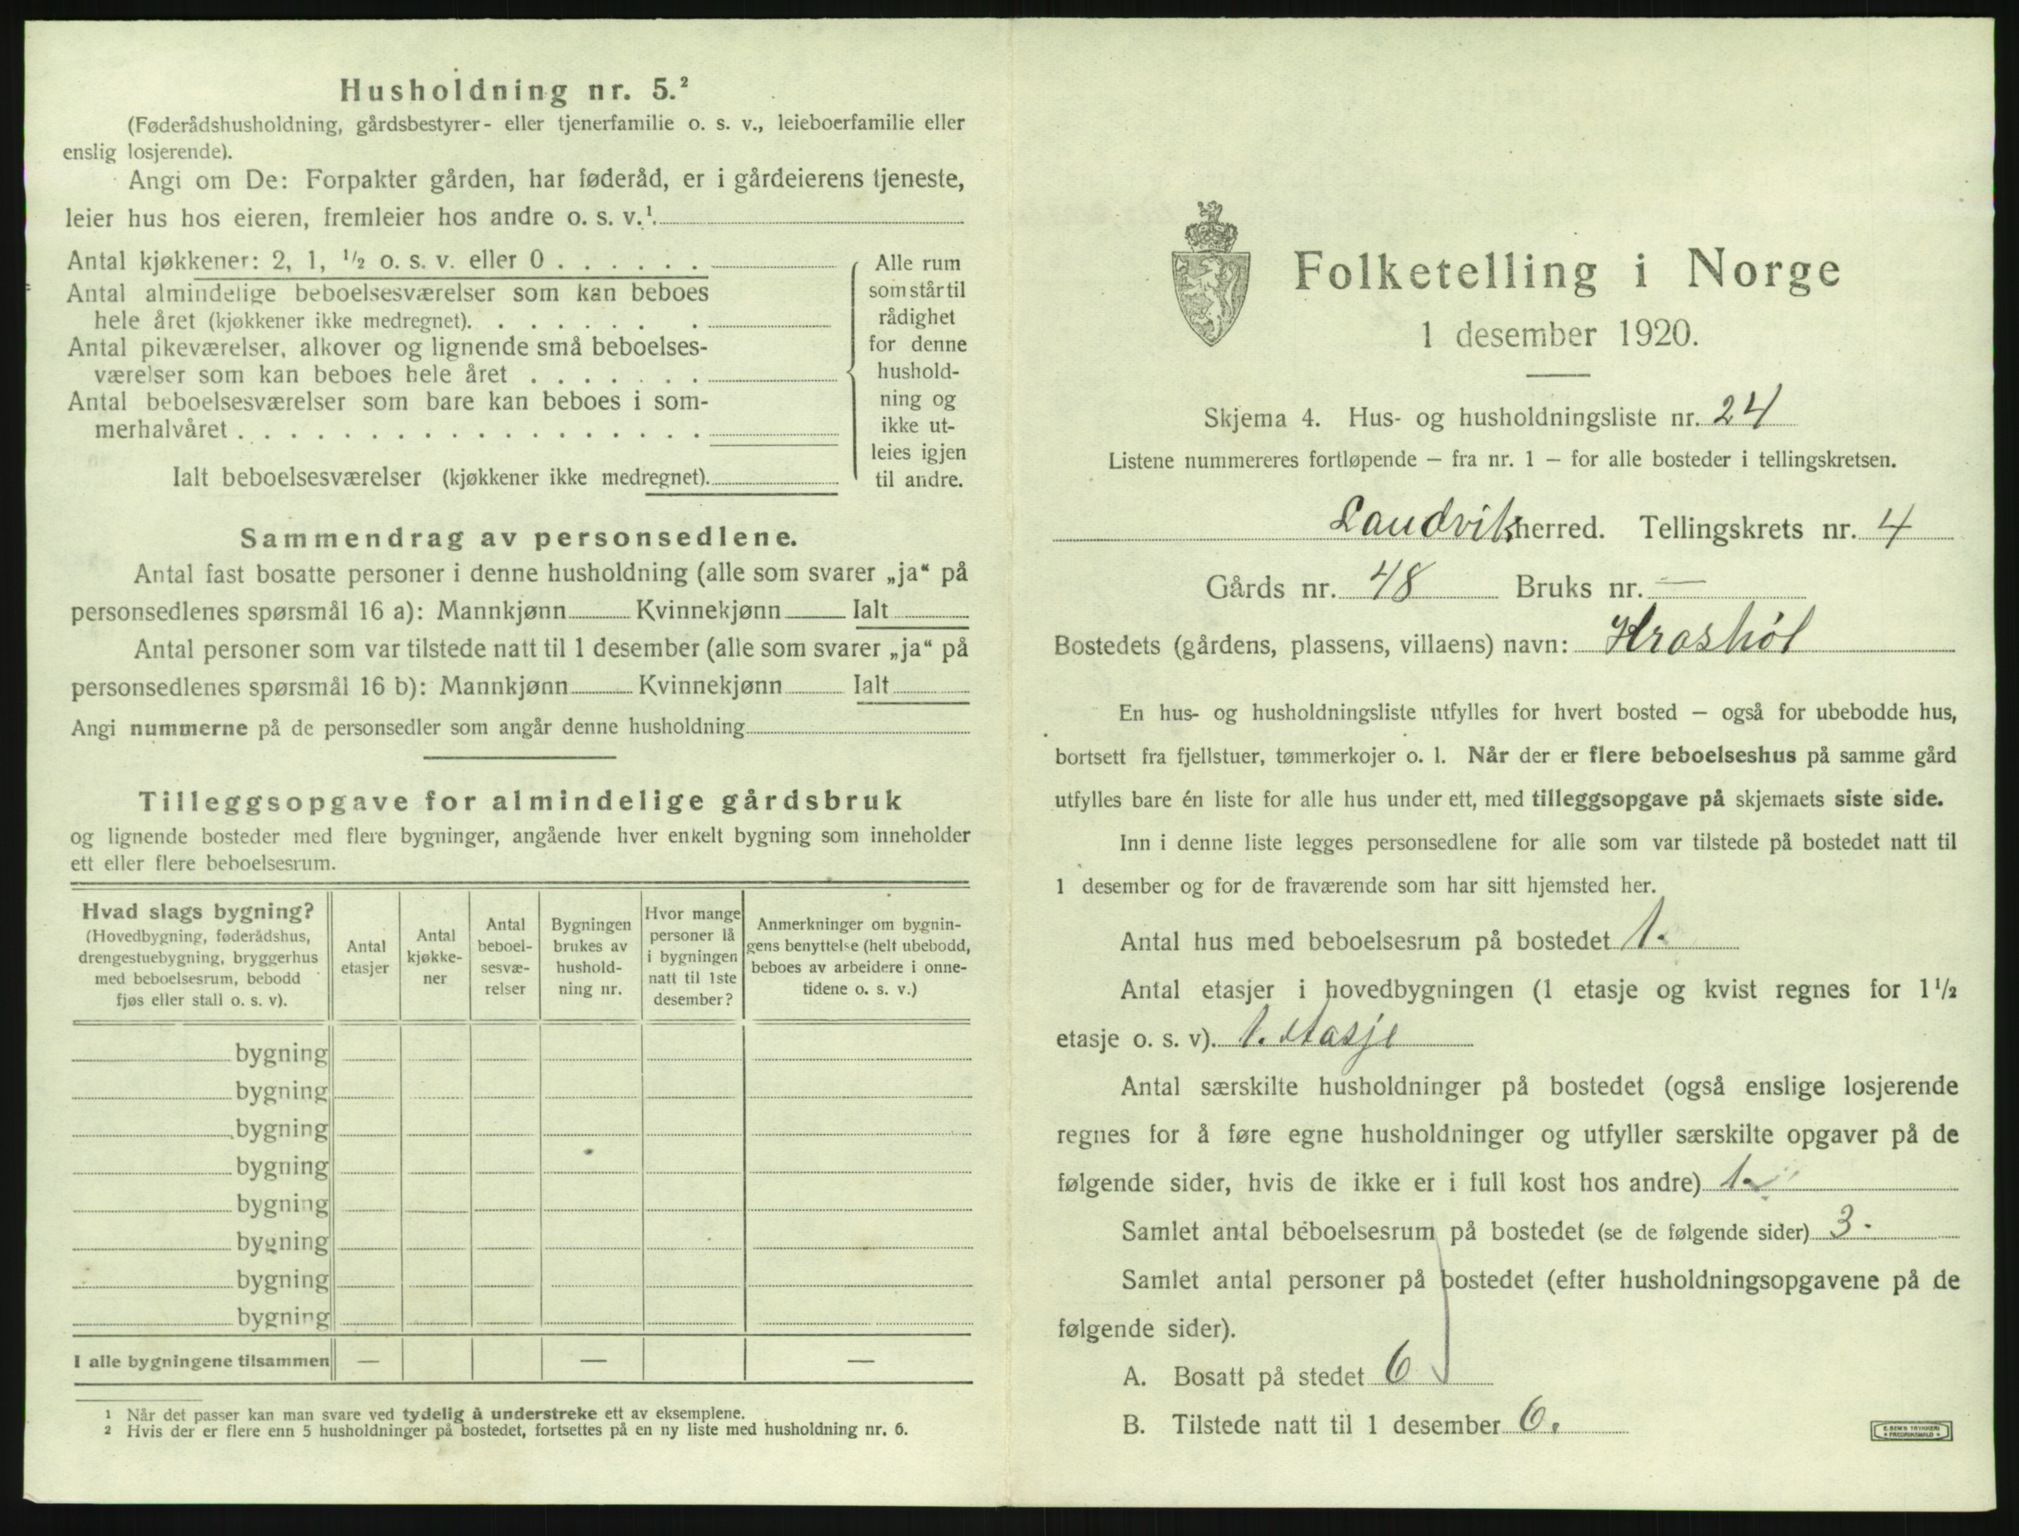 Husholdning nr. 5.²
(Føderådshusholdning, gårdsbestyrer- eller tjenerfamilie o. s. v., leieboerfamilie eller
enslig losjerende).
Angi om De: Forpakter gården, har føderåd, er i gårdeierens tjeneste,
leier hus hos eieren, fremleier hos andre o. s. v.¹
Antal kjøkkener: 2, 1, ½ o. s. v. eller 0 . . . . . .
Antal almindelige beboelsesværelser som kan beboes
hele året (kjøkkener ikke medregnet). . . . . . . .
Antal pikeværelser, alkover og lignende små beboelses-
værelser som kan beboes hele året . . . . . . .
Antal beboelsesværelser som bare kan beboes i som-
merhalvåret . . . . . . . . . . . . . . . . . .
Ialt beboelsesværelser (kjøkkener ikke medregnet).
Alle rum
som står til
rådighet
for denne
hushold-
ning og
ikke ut-
leies igjen
til andre.
Sammendrag av personsedlene.
Antal fast bosatte personer i denne husholdning (alle som svarer „ja“ på
personsedlenes spørsmål 16 a): Mannkjønn Kvinnekjønn Ialt
Antal personer som var tilstede natt til 1 desember (alle som svarer „ja“ på
personsedlenes spørsmål 16 b): Mannkjønn Kvinnekjønn Ialt
Angi nummerne på de personsedler som angår denne husholdning
Tilleggsopgave for almindelige gårdsbruk
og lignende bosteder med flere bygninger, angående hver enkelt bygning som inneholder
ett eller flere beboelsesrum.
Hvad slags bygning?
(Hovedbygning, føderådshus,
drengestuebygning, bryggerhus
med beboelsesrum, bebodd
fjøs eller stall o. s. v).
Antal
etasjer
Antal
kjøkke-
ner
Antal
beboel-
sesvæ-
relser
Bygningen
brukes av
hushold-
ning nr.
Hvor mange
personer lå
i bygningen
natt til 1ste
desember?
Anmerkninger om bygnin-
gens benyttelse (helt ubebodd,
beboes av arbeidere i onne-
tidene o. s. v.)
bygning
bygning
bygning
bygning
bygning
bygning
bygning
bygning
I alle bygningene tilsammen — — —
1 Når det passer kan man svare ved tydelig å understreke ett av eksemplene.
2 Hvis der er flere enn 5 husholdninger på bostedet, fortsettes på en ny liste med husholdning nr. 6.
Folketelling i Norge
1 desember 1920.
Skjema 4. Hus- og husholdningsliste nr. 24
Listene nummereres fortløpende – fra nr. 1 – for alle bosteder i tellingskretsen.
Landvik herred. Tellingskrets nr. 4
Gårds nr. 48 Bruks nr. —
Bostedets (gårdens, plassens, villaens) navn: Hroshøl
En hus- og husholdningsliste utfylles for hvert bosted – også for ubebodde hus,
bortsett fra fjellstuer, tømmerkojer o. l. Når der er flere beboelseshus på samme gård
utfylles bare én liste for alle hus under ett, med tilleggsopgave på skjemaets siste side.
Inn i denne liste legges personsedlene for alle som var tilstede på bostedet natt til
1 desember og for de fraværende som har sitt hjemsted her.
Antal hus med beboelsesrum på bostedet 1.
Antal etasjer i hovedbygningen (1 etasje og kvist regnes for 1½
etasje o. s. v). 1. etasje
Antal særskilte husholdninger på bostedet (også enslige losjerende
regnes for å føre egne husholdninger og utfyller særskilte opgaver på de
følgende sider, hvis de ikke er i full kost hos andre) 1.
Samlet antal beboelsesrum på bostedet (se de følgende sider) 3.
Samlet antal personer på bostedet (efter husholdningsopgavene på de
følgende sider).
A. Bosatt på stedet 6
B. Tilstede natt til 1 desember 6.